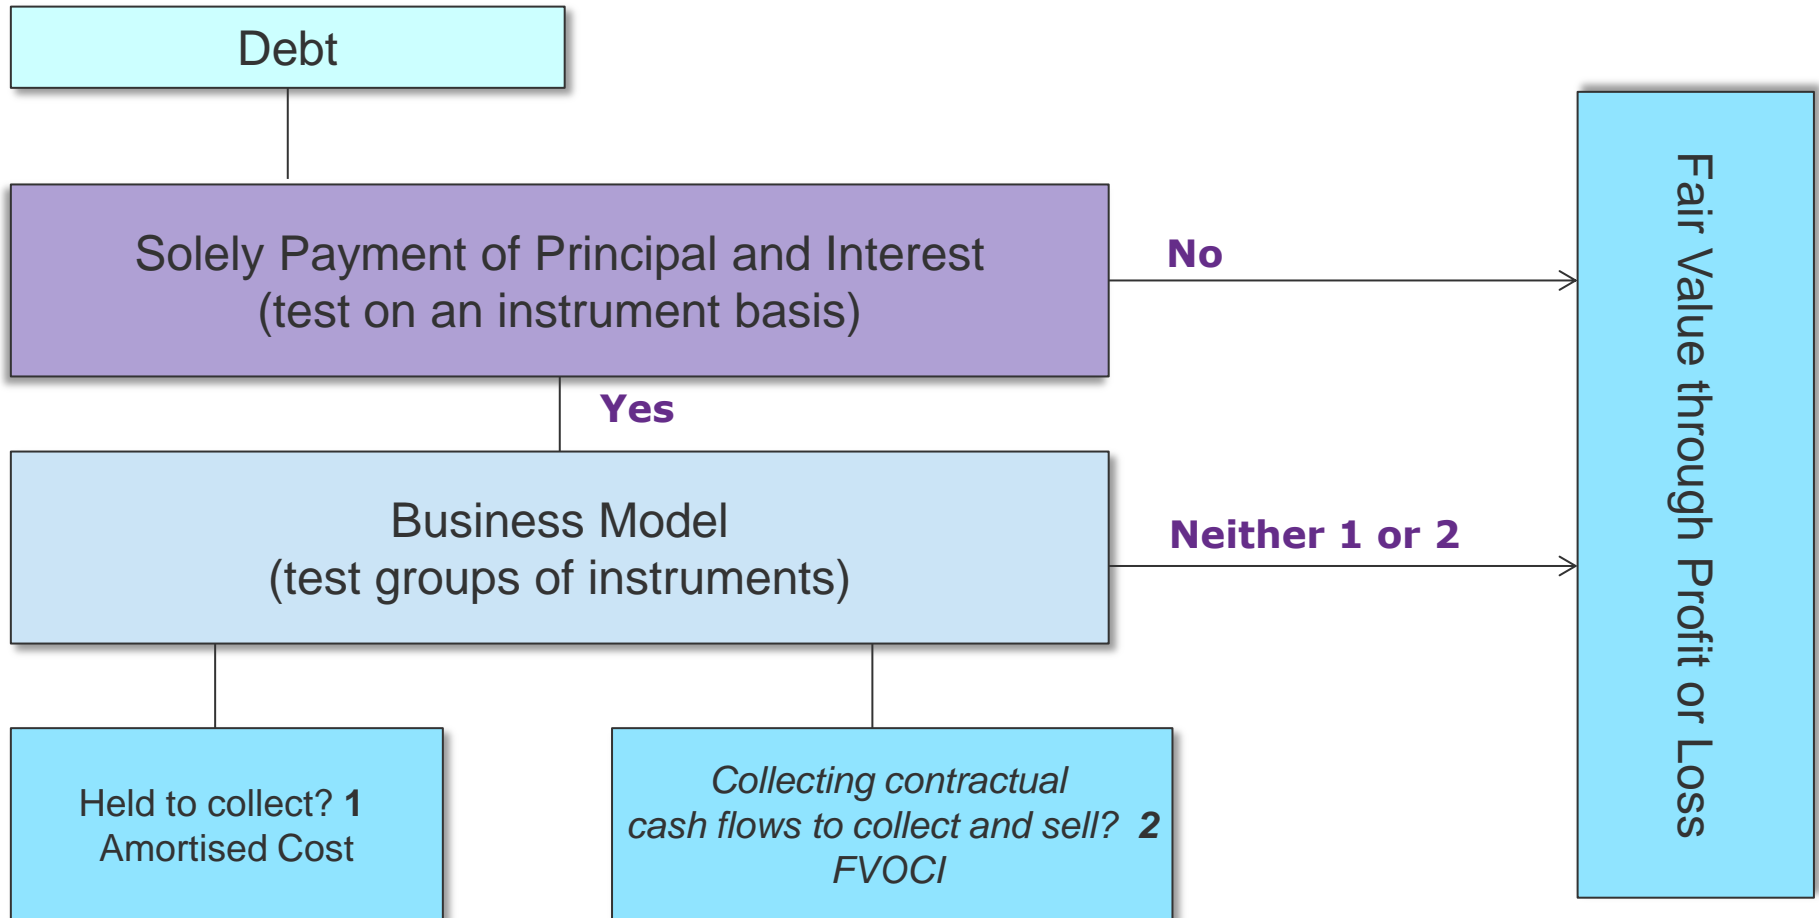 Debt
Solely Payment of Principal and Interest
(test on an instrument basis)
No
Yes
Business Model
(test groups of instruments)
Neither 1 or 2
Held to collect? 1
Amortised Cost
Collecting contractual
cash flows to collect and sell? 2
FVOCI
Fair Value through Profit or Loss